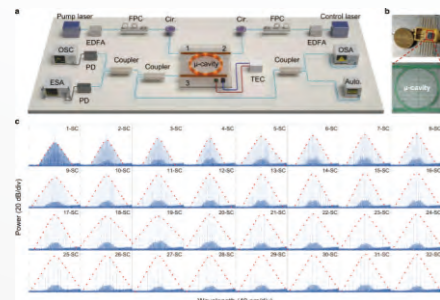 a
b
Pump laser
FPC
Cir.
Cir.
FPC
Control laser
EDFA
EDFA
OSC
PD
Coupler
Coupler
μ-cavity
1
2
3
TEC
Coupler
OSA
ESA
PD
Auto.
μ-cavity
c
Power (20 dB/div)
1-SC 2-SC 3-SC 4-SC 5-SC 6-SC 7-SC 8-SC
9-SC 10-SC 11-SC 12-SC 13-SC 14-SC 15-SC 16-SC
17-SC 18-SC 19-SC 20-SC 21-SC 22-SC 23-SC 24-SC
25-SC 26-SC 27-SC 28-SC 29-SC 30-SC 31-SC 32-SC